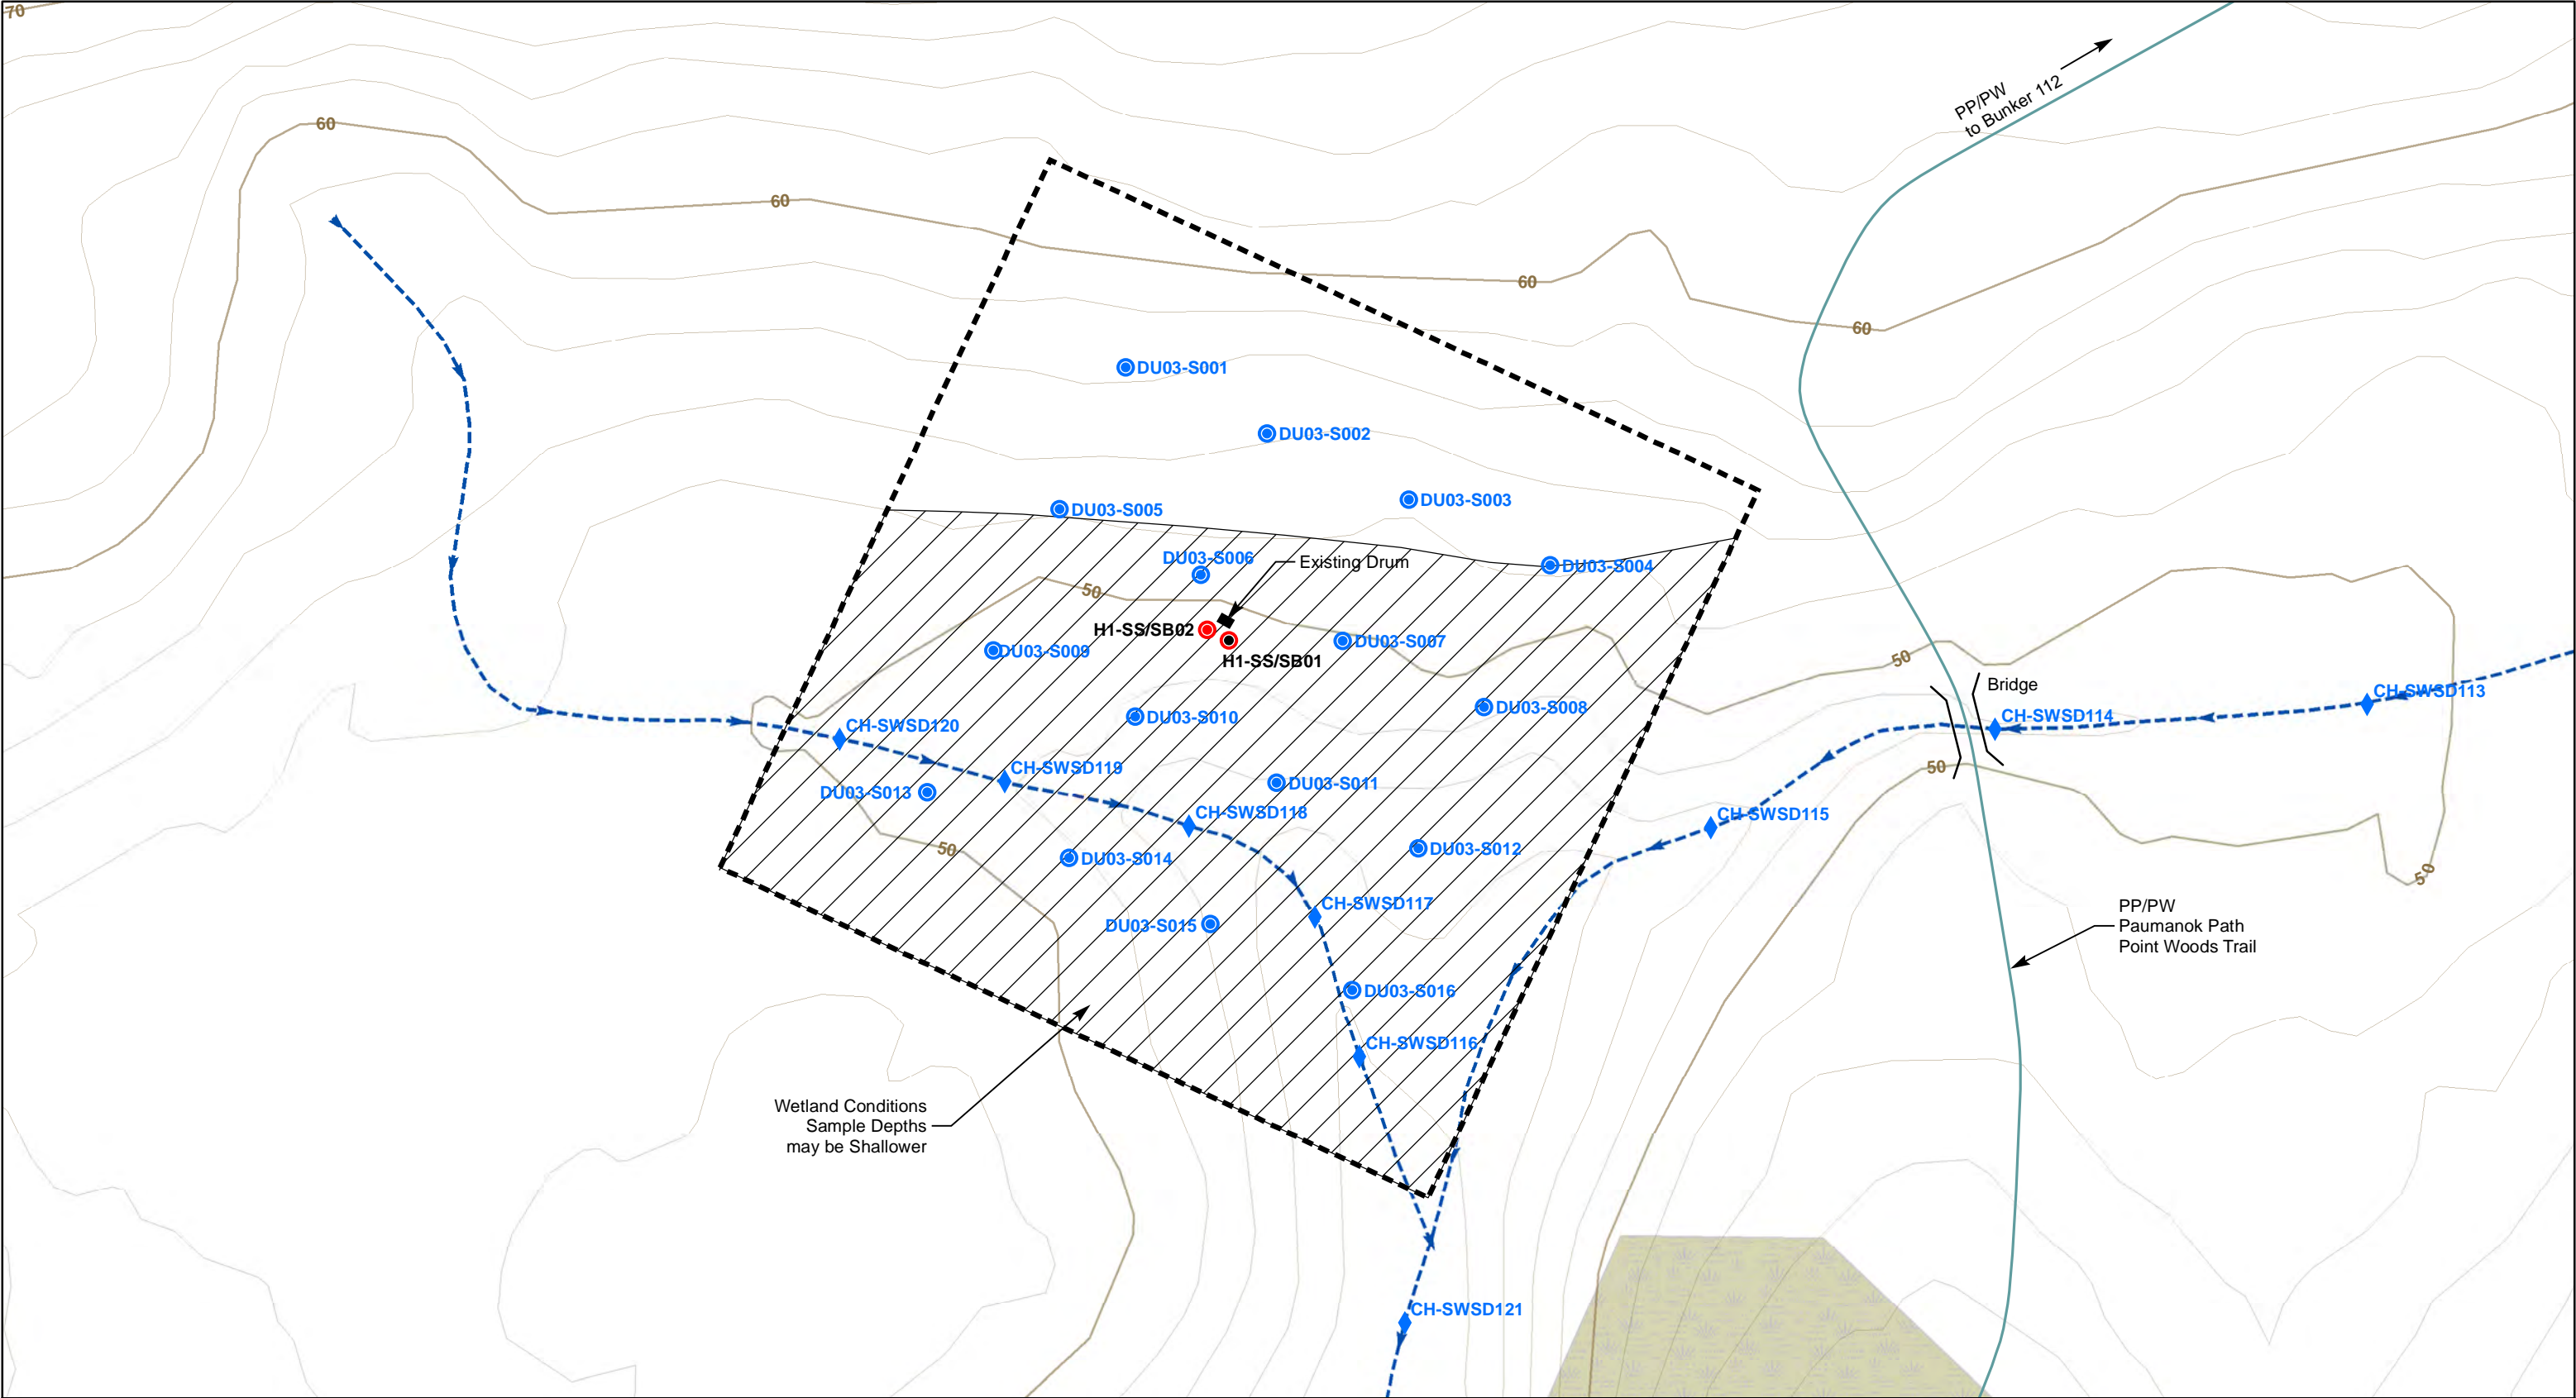 70
PP/PW
to Bunker 112
60
60
60
60
DU03-S001
DU03-S002
DU03-S003
DU03-S005
DU03-S006
Existing Drum
DU03-S004
50
H1-SS/SB02
DU03-S007
DU03-S009
H1-SS/SB01
50
Bridge
CH-SWSD113
DU03-S010
DU03-S008
CH-SWSD114
CH-SWSD120
CH-SWSD119
50
DU03-S011
DU03-S013
CH-SWSD118
CH-SWSD115
50
DU03-S012
DU03-S014
50
CH-SWSD117
DU03-S015
PP/PW
Paumanok Path
Point Woods Trail
DU03-S016
CH-SWSD116
Wetland Conditions
Sample Depths
may be Shallower
CH-SWSD121